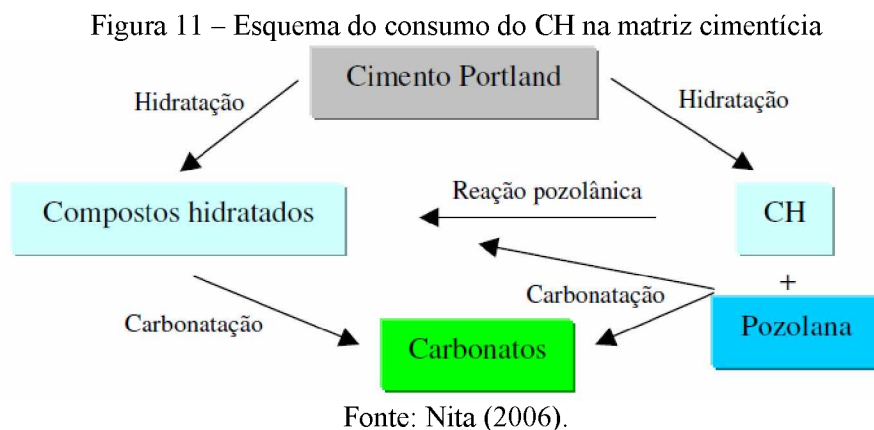 Figura 11 – Esquema do consumo do CH na matriz cimentícia
Cimento Portland
Hidratação
Hidratação
Compostos hidratados
Reação pozolânica
CH
+
Pozolana
Carbonatação
Carbonatação
Carbonatos
Fonte: Nita (2006).